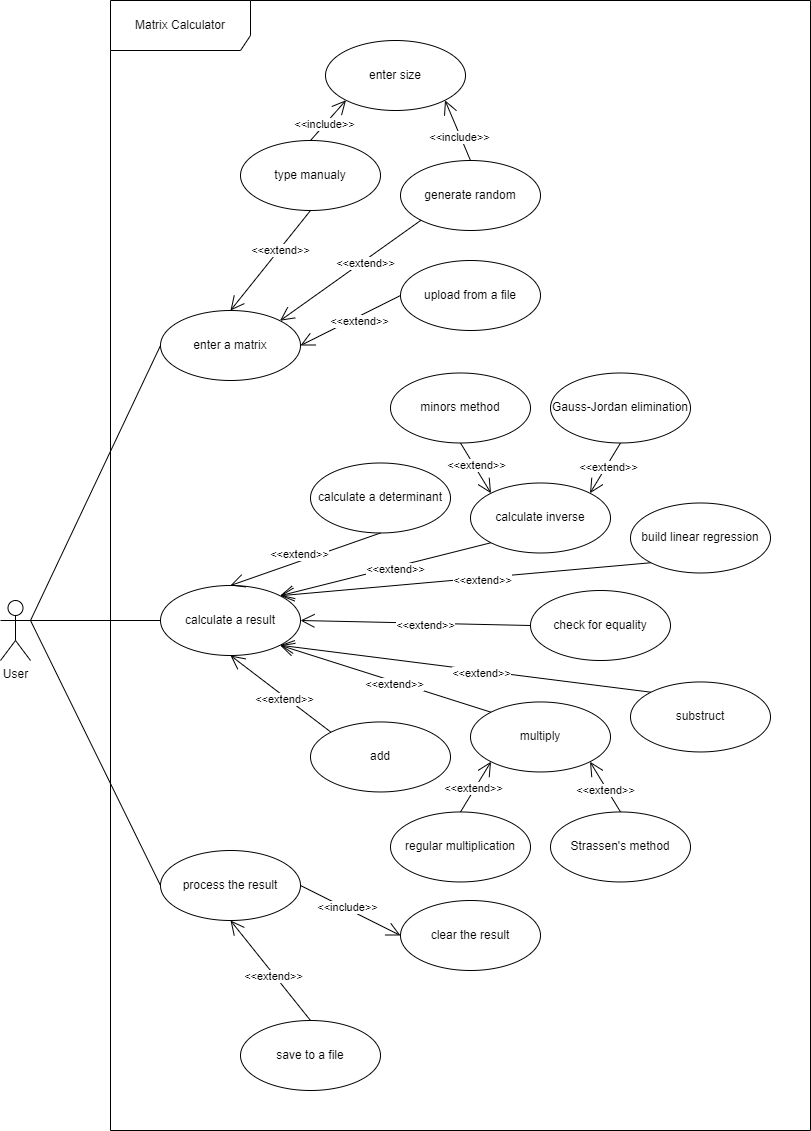 Matrix Calculator
enter size
<<include>>
<<include>>
type manualy
generate random
<<extend>>
<<extend>>
upload from a file
<<extend>>
enter a matrix
minors method
Gauss-Jordan elimination
<<extend>>
<<extend>>
calculate a determinant
calculate inverse
build linear regression
<<extend>>
<<extend>>
<<extend>>
calculate a result
check for equality
<<extend>>
User
<<extend>>
<<extend>>
<<extend>>
substruct
multiply
add
<<extend>>
<<extend>>
regular multiplication
Strassen's method
process the result
<<include>>
clear the result
<<extend>>
save to a file